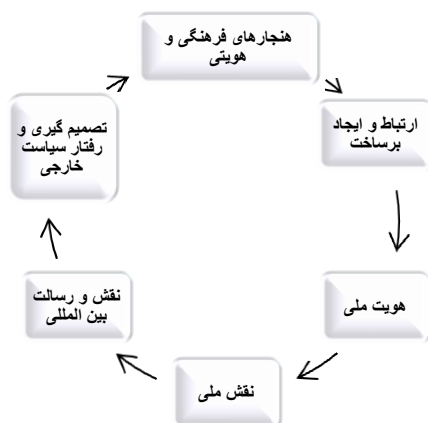 هنجارهای فرهنگی و
هویتی
ارتباط و ایجاد
برساخت
هویت ملی
نقش ملی
نقش و رسالت
بین المللی
تصمیم گیری و
رفتار سیاست
خارجی